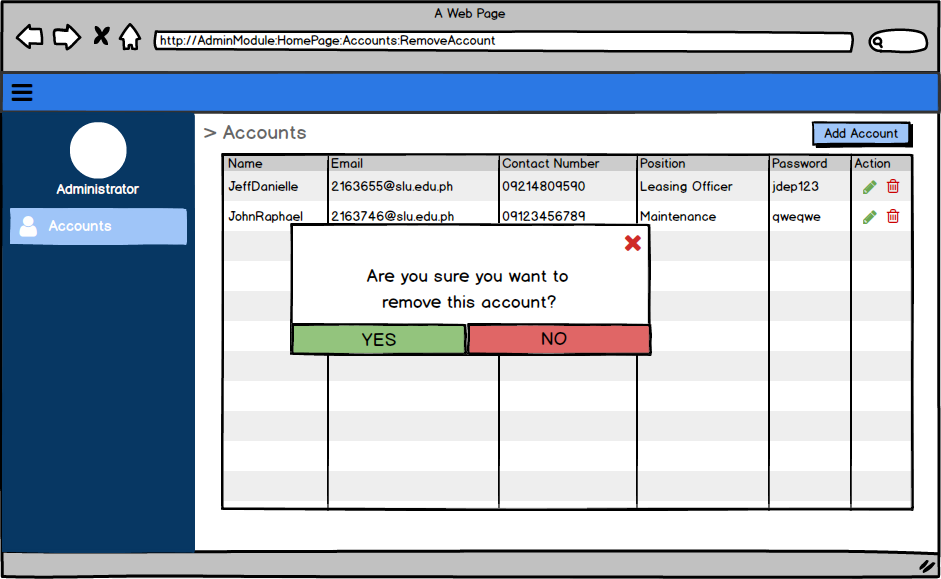 A Web Page
http://AdminModule:HomePage:Accounts:RemoveAccount
Administrator
Accounts
> Accounts
Add Account
Name Email Contact Number Position Password Action
JeffDanielle 2163655@slu.edu.ph 09214809590 Leasing Officer jdep123
JohnRaphael 2163746@slu.edu.ph 09123456789 Maintenance qweqwe
Are you sure you want to
remove this account?
YES NO